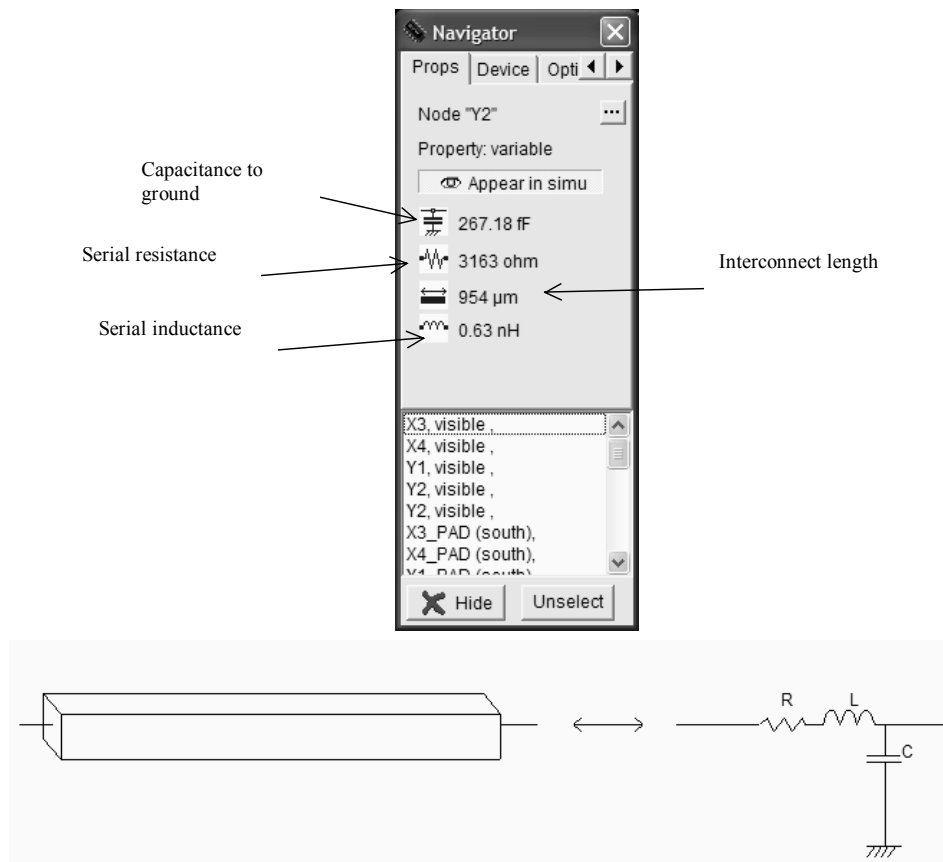 Navigator
Props Device Opti
Node "Y2" ...
Property: variable
Appear in simu
Capacitance to
ground
267.18 fF
Serial resistance
3163 ohm
Interconnect length
954 µm
Serial inductance
0.63 nH
X3, visible ,
X4, visible ,
Y1, visible ,
Y2, visible ,
Y2, visible ,
X3_PAD (south),
X4_PAD (south),
Y1_PAD (south)
Hide Unselect
R L
C